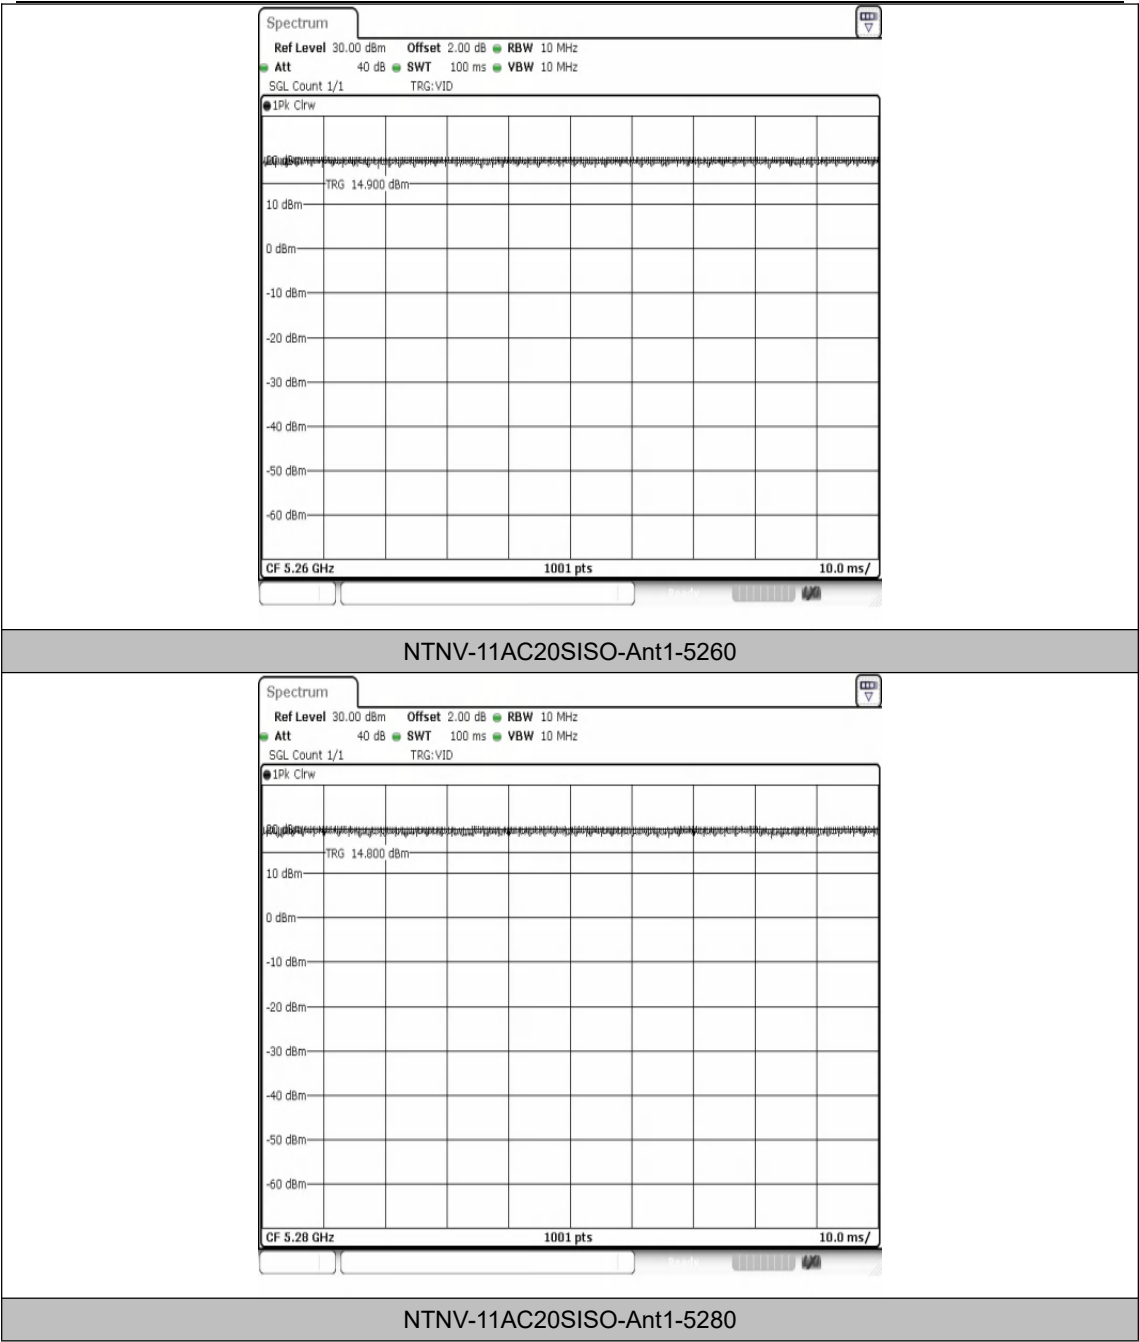 Spectrum
Ref Level 30.00 dBm Offset 2.00 dB RBW 10 MHz
Att 40 dB SWT 100 ms VBW 10 MHz
SGL Count 1/1 TRG:VID
1Pk Clrw
20 dBm
TRG 14.900 dBm
10 dBm
0 dBm
-10 dBm
-20 dBm
-30 dBm
-40 dBm
-50 dBm
-60 dBm
CF 5.26 GHz 1001 pts 10.0 ms/
NTNV-11AC20SISO-Ant1-5260
Spectrum
Ref Level 30.00 dBm Offset 2.00 dB RBW 10 MHz
Att 40 dB SWT 100 ms VBW 10 MHz
SGL Count 1/1 TRG:VID
1Pk Clrw
20 dBm
TRG 14.800 dBm
10 dBm
0 dBm
-10 dBm
-20 dBm
-30 dBm
-40 dBm
-50 dBm
-60 dBm
CF 5.28 GHz 1001 pts 10.0 ms/
NTNV-11AC20SISO-Ant1-5280